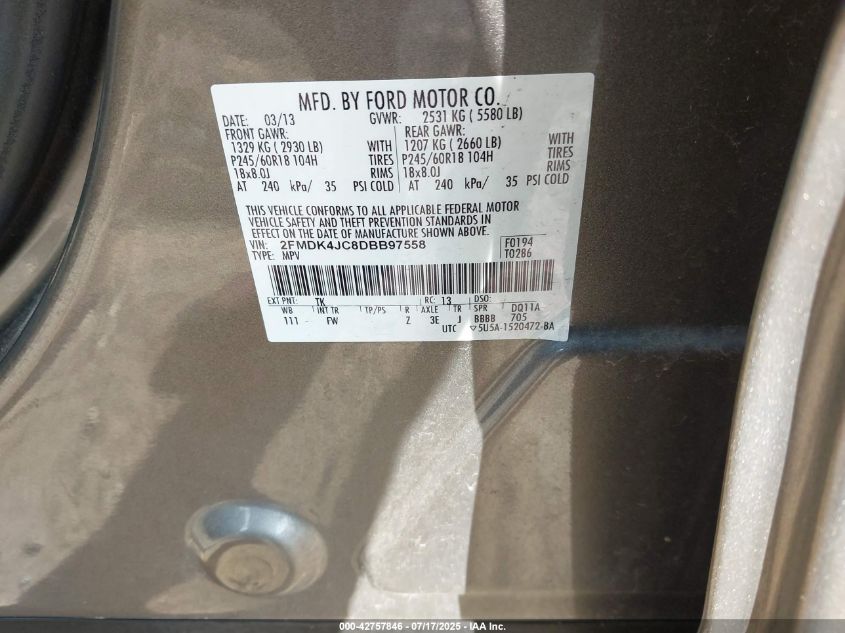 MFD. BY FORD MOTOR CO.
DATE: 03/13 GVWR: 2531 KG ( 5580 LB)
FRONT GAWR: REAR GAWR:
1329 KG ( 2930 LB) WITH 1207 KG ( 2660 LB) WITH
P245/60R18 104H TIRES P245/60R18 104H TIRES
18x8.0J RIMS 18x8.0J RIMS
AT 240 kPa/ 35 PSI COLD AT 240 kPa/ 35 PSI COLD
THIS VEHICLE CONFORMS TO ALL APPLICABLE FEDERAL MOTOR
VEHICLE SAFETY AND THEFT PREVENTION STANDARDS IN
EFFECT ON THE DATE OF MANUFACTURE SHOWN ABOVE.
VIN: 2FMDK4JC8DBB97558 F0194
TYPE: MPV T0286
EXT PNT: TK RC: 13 DSO:
WB INT TR TP/PS R AXLE TR SPR DQ11A
111 FW Z 3E J BBBB 705
UTC 5U5A-1520472-BA
000-42757846 / 07/17/2025 - IAA Inc.